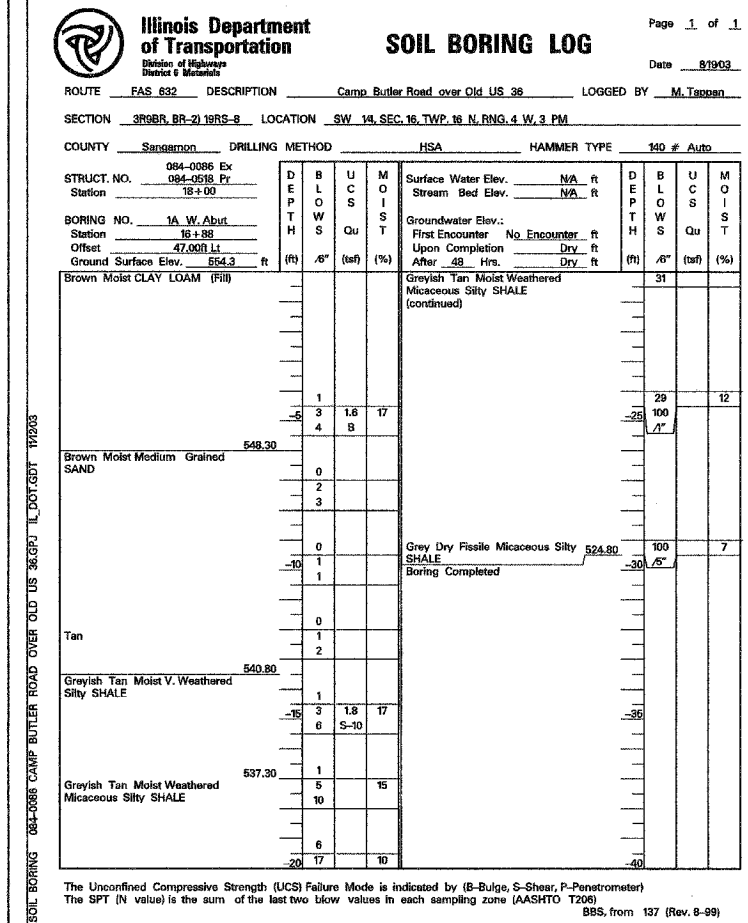 Illinois Department
of Transportation
Division of Highways
District 6 Materials
SOIL BORING LOG
Page 1 of 1
Date 8/19/03
ROUTE FAS 632 DESCRIPTION Camp Butler Road over Old US 36 LOGGED BY M. Tappan
SECTION 3R9BR, BR-2) 19RS-8 LOCATION SW 1/4, SEC. 16, TWP. 16 N, RNG. 4 W, 3 PM
COUNTY Sangamon DRILLING METHOD HSA HAMMER TYPE 140 # Auto
084-0086 Ex
STRUCT. NO. 084-0518 Pr
Station 18+00
BORING NO. 1A W. Abut
Station 16+88
Offset 47.00ft Lt
Ground Surface Elev. 554.3 ft
DEPTH (ft)
BLOWS /6"
UCS Qu (tsf)
MOIST (%)
Surface Water Elev. N/A ft
Stream Bed Elev. N/A ft
Groundwater Elev.:
First Encounter No Encounter ft
Upon Completion Dry ft
After 48 Hrs. Dry ft
DEPTH (ft)
BLOWS /6"
UCS Qu (tsf)
MOIST (%)
Brown Moist CLAY LOAM (Fill)
1
-5 3 1.6 17
4 B
548.30
Brown Moist Medium Grained
SAND
0
2
3
0
-10 1
1
0
Tan 1
2
540.80
Greyish Tan Moist V. Weathered
Silty SHALE
1
-15 3 1.8 17
6 S-10
537.30 1
Greyish Tan Moist Weathered 5 15
Micaceous Silty SHALE 10
6
-20 17 10
Greyish Tan Moist Weathered 31
Micaceous Silty SHALE
(continued)
29 12
-25 100
/1"
Grey Dry Fissile Micaceous Silty 524.80 100 7
SHALE -30 /5"
Boring Completed
-35
-40
The Unconfined Compressive Strength (UCS) Failure Mode is indicated by (B-Bulge, S-Shear, P-Penetrometer)
The SPT (N value) is the sum of the last two blow values in each sampling zone (AASHTO T206)
BBS, from 137 (Rev. 8-99)
SOIL BORING 084-0086 CAMP BUTLER ROAD OVER OLD US 36.GPJ IL_DOT.GDT 11/12/03